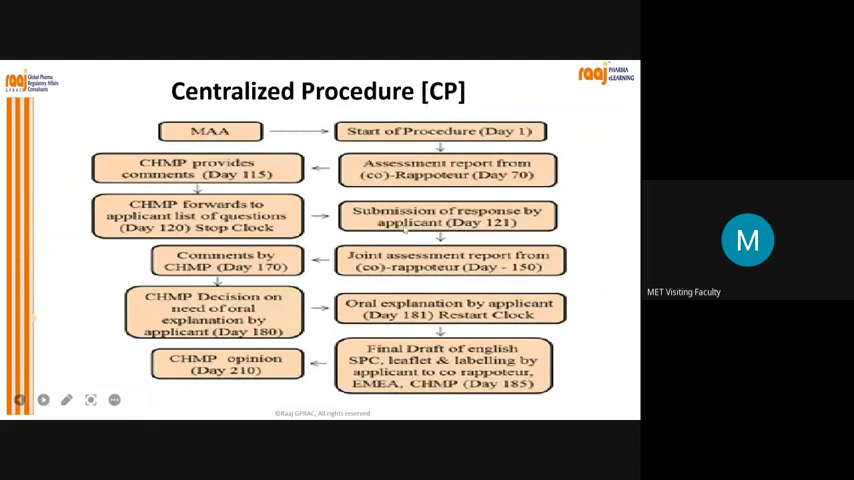 raaj
GPRAC
Global Pharma
Regulatory Affairs
Consultants
raaj PHARMA
eLEARNING
Centralized Procedure [CP]
MAA
Start of Procedure (Day 1)
CHMP provides
comments (Day 115)
Assessment report from
(co)-Rappoteur (Day 70)
CHMP forwards to
applicant list of questions
(Day 120) Stop Clock
Submission of response by
applicant (Day 121)
Comments by
CHMP (Day 170)
Joint assessment report from
(co)-rappoteur (Day - 150)
CHMP Decision on
need of oral
explanation by
applicant (Day 180)
Oral explanation by applicant
(Day 181) Restart Clock
CHMP opinion
(Day 210)
Final Draft of english
SPC, leaflet & labelling by
applicant to co rappoteur,
EMEA, CHMP (Day 185)
©Raaj GPRAC, All rights reserved
M
MET Visiting Faculty